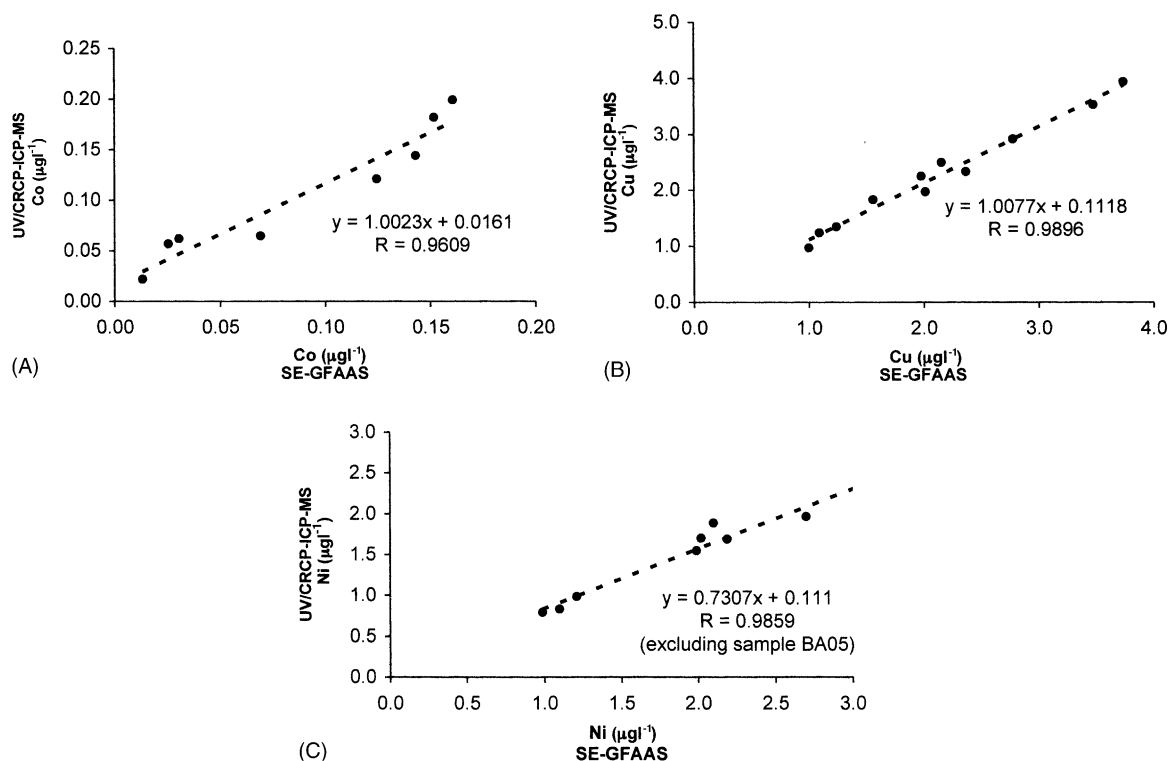 UV/CRCP-ICP-MS
Co (µgl⁻¹)
0.25
0.20
0.15
0.10
0.05
0.00
0.00
0.05
0.10
0.15
0.20
y = 1.0023x + 0.0161
R = 0.9609
Co (µgl⁻¹)
SE-GFAAS
(A)
UV/CRCP-ICP-MS
Cu (µgl⁻¹)
5.0
4.0
3.0
2.0
1.0
0.0
0.0
1.0
2.0
3.0
4.0
y = 1.0077x + 0.1118
R = 0.9896
Cu (µgl⁻¹)
SE-GFAAS
(B)
UV/CRCP-ICP-MS
Ni (µgl⁻¹)
3.0
2.5
2.0
1.5
1.0
0.5
0.0
0.0
1.0
1.5
2.0
2.5
3.0
y = 0.7307x + 0.111
R = 0.9859
(excluding sample BA05)
Ni (µgl⁻¹)
SE-GFAAS
(C)